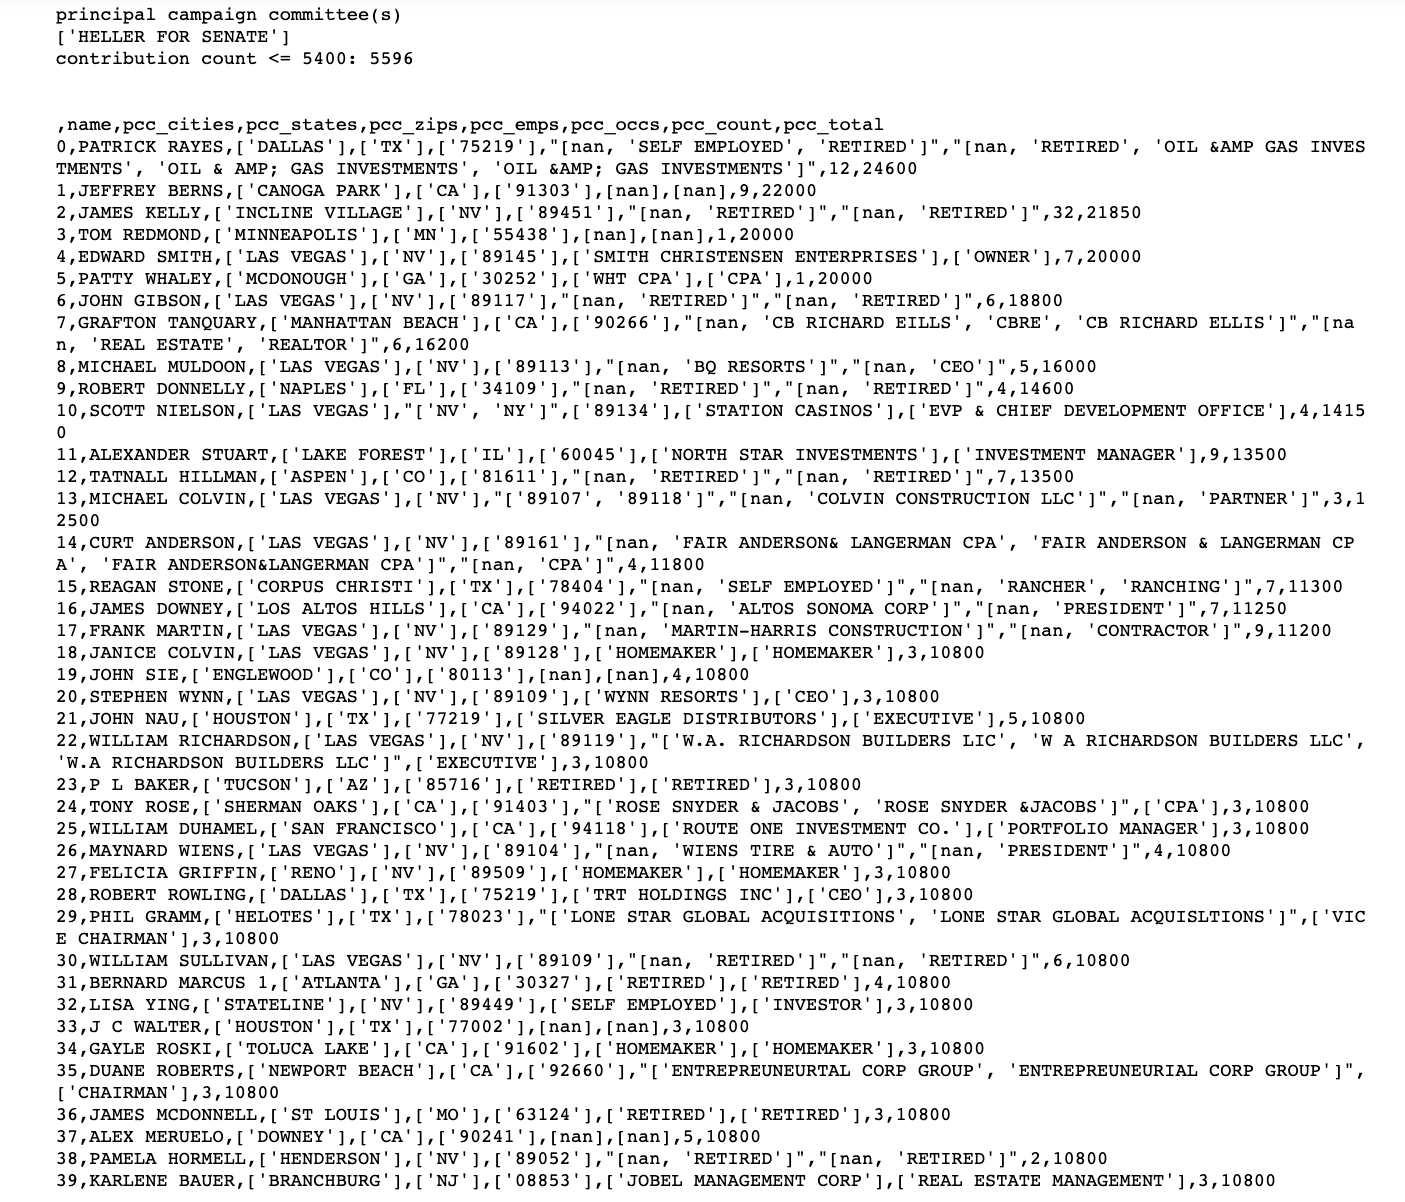 principal campaign committee(s)
['HELLER FOR SENATE']
contribution count <= 5400: 5596
,name,pcc_cities,pcc_states,pcc_zips,pcc_emps,pcc_occs,pcc_count,pcc_total
0,PATRICK RAYES,['DALLAS'],['TX'],['75219'],"[nan, 'SELF EMPLOYED', 'RETIRED']","[nan, 'RETIRED', 'OIL &AMP GAS INVES
TMENTS', 'OIL & AMP; GAS INVESTMENTS', 'OIL &AMP; GAS INVESTMENTS']",12,24600
1,JEFFREY BERNS,['CANOGA PARK'],['CA'],['91303'],[nan],[nan],9,22000
2,JAMES KELLY,['INCLINE VILLAGE'],['NV'],['89451'],"[nan, 'RETIRED']","[nan, 'RETIRED']",32,21850
3,TOM REDMOND,['MINNEAPOLIS'],['MN'],['55438'],[nan],[nan],1,20000
4,EDWARD SMITH,['LAS VEGAS'],['NV'],['89145'],['SMITH CHRISTENSEN ENTERPRISES'],['OWNER'],7,20000
5,PATTY WHALEY,['MCDONOUGH'],['GA'],['30252'],['WHT CPA'],['CPA'],1,20000
6,JOHN GIBSON,['LAS VEGAS'],['NV'],['89117'],"[nan, 'RETIRED']","[nan, 'RETIRED']",6,18800
7,GRAFTON TANQUARY,['MANHATTAN BEACH'],['CA'],['90266'],"[nan, 'CB RICHARD EILLS', 'CBRE', 'CB RICHARD ELLIS']","[na
n, 'REAL ESTATE', 'REALTOR']",6,16200
8,MICHAEL MULDOON,['LAS VEGAS'],['NV'],['89113'],"[nan, 'BQ RESORTS']","[nan, 'CEO']",5,16000
9,ROBERT DONNELLY,['NAPLES'],['FL'],['34109'],"[nan, 'RETIRED']","[nan, 'RETIRED']",4,14600
10,SCOTT NIELSON,['LAS VEGAS'],"['NV', 'NY']",['89134'],['STATION CASINOS'],['EVP & CHIEF DEVELOPMENT OFFICE'],4,1415
0
11,ALEXANDER STUART,['LAKE FOREST'],['IL'],['60045'],['NORTH STAR INVESTMENTS'],['INVESTMENT MANAGER'],9,13500
12,TATNALL HILLMAN,['ASPEN'],['CO'],['81611'],"[nan, 'RETIRED']","[nan, 'RETIRED']",7,13500
13,MICHAEL COLVIN,['LAS VEGAS'],['NV'],"['89107', '89118']","[nan, 'COLVIN CONSTRUCTION LLC']","[nan, 'PARTNER']",3,1
2500
14,CURT ANDERSON,['LAS VEGAS'],['NV'],['89161'],"[nan, 'FAIR ANDERSON& LANGERMAN CPA', 'FAIR ANDERSON & LANGERMAN CP
A', 'FAIR ANDERSON&LANGERMAN CPA']","[nan, 'CPA']",4,11800
15,REAGAN STONE,['CORPUS CHRISTI'],['TX'],['78404'],"[nan, 'SELF EMPLOYED']","[nan, 'RANCHER', 'RANCHING']",7,11300
16,JAMES DOWNEY,['LOS ALTOS HILLS'],['CA'],['94022'],"[nan, 'ALTOS SONOMA CORP']","[nan, 'PRESIDENT']",7,11250
17,FRANK MARTIN,['LAS VEGAS'],['NV'],['89129'],"[nan, 'MARTIN-HARRIS CONSTRUCTION']","[nan, 'CONTRACTOR']",9,11200
18,JANICE COLVIN,['LAS VEGAS'],['NV'],['89128'],['HOMEMAKER'],['HOMEMAKER'],3,10800
19,JOHN SIE,['ENGLEWOOD'],['CO'],['80113'],[nan],[nan],4,10800
20,STEPHEN WYNN,['LAS VEGAS'],['NV'],['89109'],['WYNN RESORTS'],['CEO'],3,10800
21,JOHN NAU,['HOUSTON'],['TX'],['77219'],['SILVER EAGLE DISTRIBUTORS'],['EXECUTIVE'],5,10800
22,WILLIAM RICHARDSON,['LAS VEGAS'],['NV'],['89119'],"['W.A. RICHARDSON BUILDERS LIC', 'W A RICHARDSON BUILDERS LLC',
'W.A RICHARDSON BUILDERS LLC']",['EXECUTIVE'],3,10800
23,P L BAKER,['TUCSON'],['AZ'],['85716'],['RETIRED'],['RETIRED'],3,10800
24,TONY ROSE,['SHERMAN OAKS'],['CA'],['91403'],"['ROSE SNYDER & JACOBS', 'ROSE SNYDER &JACOBS']",['CPA'],3,10800
25,WILLIAM DUHAMEL,['SAN FRANCISCO'],['CA'],['94118'],['ROUTE ONE INVESTMENT CO.'],['PORTFOLIO MANAGER'],3,10800
26,MAYNARD WIENS,['LAS VEGAS'],['NV'],['89104'],"[nan, 'WIENS TIRE & AUTO']","[nan, 'PRESIDENT']",4,10800
27,FELICIA GRIFFIN,['RENO'],['NV'],['89509'],['HOMEMAKER'],['HOMEMAKER'],3,10800
28,ROBERT ROWLING,['DALLAS'],['TX'],['75219'],['TRT HOLDINGS INC'],['CEO'],3,10800
29,PHIL GRAMM,['HELOTES'],['TX'],['78023'],"['LONE STAR GLOBAL ACQUISITIONS', 'LONE STAR GLOBAL ACQUISLTIONS']",['VIC
E CHAIRMAN'],3,10800
30,WILLIAM SULLIVAN,['LAS VEGAS'],['NV'],['89109'],"[nan, 'RETIRED']","[nan, 'RETIRED']",6,10800
31,BERNARD MARCUS 1,['ATLANTA'],['GA'],['30327'],['RETIRED'],['RETIRED'],4,10800
32,LISA YING,['STATELINE'],['NV'],['89449'],['SELF EMPLOYED'],['INVESTOR'],3,10800
33,J C WALTER,['HOUSTON'],['TX'],['77002'],[nan],[nan],3,10800
34,GAYLE ROSKI,['TOLUCA LAKE'],['CA'],['91602'],['HOMEMAKER'],['HOMEMAKER'],3,10800
35,DUANE ROBERTS,['NEWPORT BEACH'],['CA'],['92660'],"['ENTREPREUNEURTAL CORP GROUP', 'ENTREPREUNEURIAL CORP GROUP']",
['CHAIRMAN'],3,10800
36,JAMES MCDONNELL,['ST LOUIS'],['MO'],['63124'],['RETIRED'],['RETIRED'],3,10800
37,ALEX MERUELO,['DOWNEY'],['CA'],['90241'],[nan],[nan],5,10800
38,PAMELA HORMELL,['HENDERSON'],['NV'],['89052'],"[nan, 'RETIRED']","[nan, 'RETIRED']",2,10800
39,KARLENE BAUER,['BRANCHBURG'],['NJ'],['08853'],['JOBEL MANAGEMENT CORP'],['REAL ESTATE MANAGEMENT'],3,10800